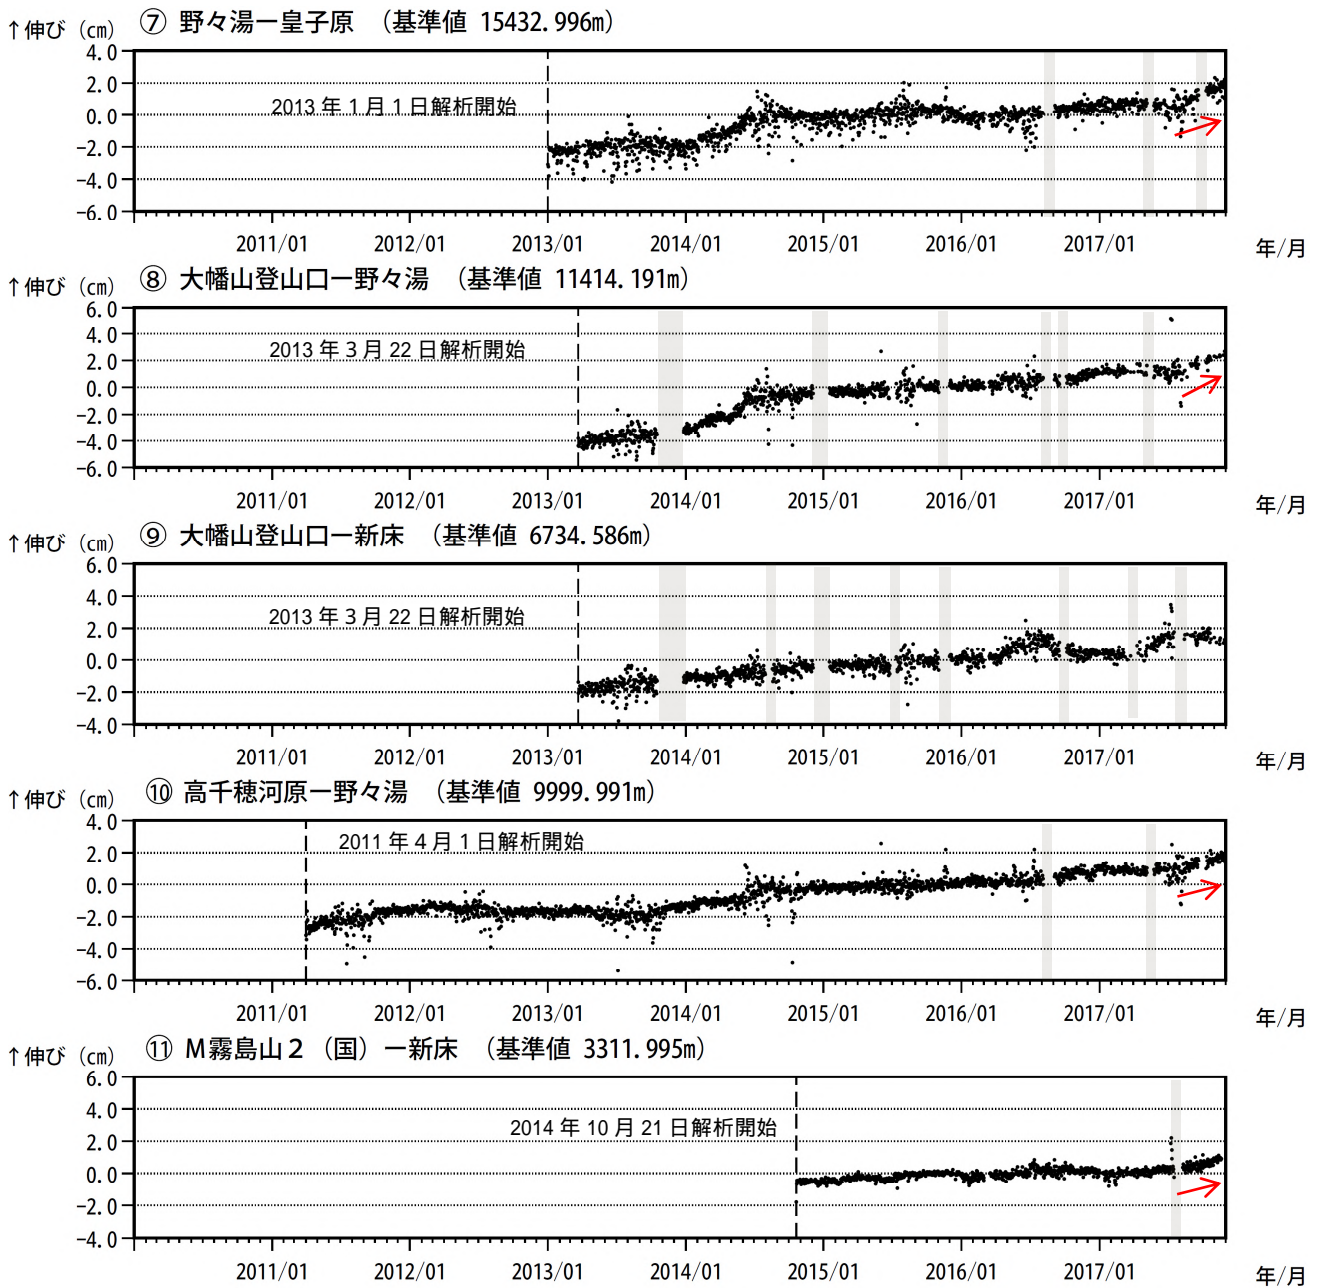 ⑦ 野々湯ー皇子原 （基準値 15432.996m）
↑伸び（㎝）
4.0
2.0
0.0
-2.0
-4.0
-6.0
2013 年 1 月 1 日解析開始
2011/01 2012/01 2013/01 2014/01 2015/01 2016/01 2017/01 年/月
⑧ 大幡山登山口ー野々湯 （基準値 11414.191m）
↑伸び（㎝）
6.0
4.0
2.0
0.0
-2.0
-4.0
-6.0
2013 年 3 月 22 日解析開始
2011/01 2012/01 2013/01 2014/01 2015/01 2016/01 2017/01 年/月
⑨ 大幡山登山口ー新床 （基準値 6734.586m）
↑伸び（㎝）
6.0
4.0
2.0
0.0
-2.0
-4.0
2013 年 3 月 22 日解析開始
2011/01 2012/01 2013/01 2014/01 2015/01 2016/01 2017/01 年/月
⑩ 高千穂河原ー野々湯 （基準値 9999.991m）
↑伸び（㎝）
4.0
2.0
0.0
-2.0
-4.0
-6.0
2011 年 4 月 1 日解析開始
2011/01 2012/01 2013/01 2014/01 2015/01 2016/01 2017/01 年/月
⑪ M霧島山２（国）ー新床 （基準値 3311.995m）
↑伸び（㎝）
6.0
4.0
2.0
0.0
-2.0
-4.0
2014 年 10 月 21 日解析開始
2011/01 2012/01 2013/01 2014/01 2015/01 2016/01 2017/01 年/月